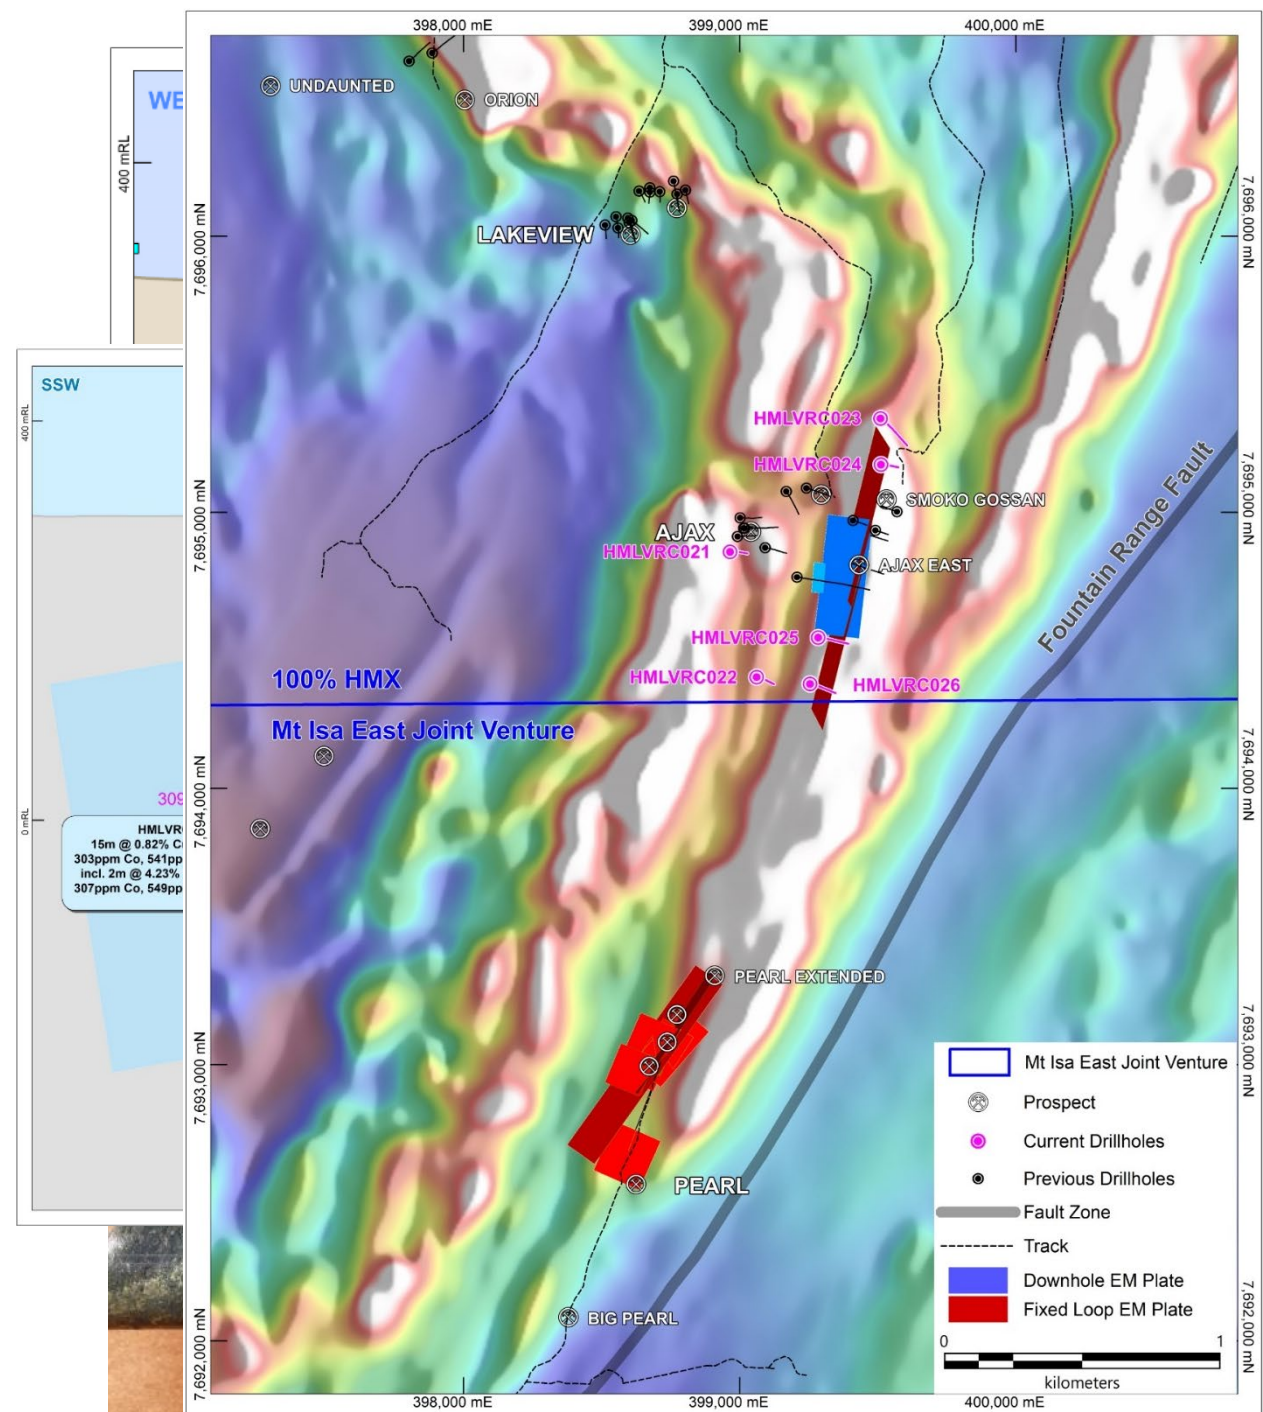 398,000 mE
399,000 mE
400,000 mE
WE
400 mRL
UNDAUNTED
ORION
LAKEVIEW
7,696,000 mN
7,696,000 mN
SSW
400 mRL
HMLVRC023
HMLVRC024
SMOKO GOSSAN
7,695,000 mN
7,695,000 mN
AJAX
HMLVRC021
AJAX EAST
Fountain Range Fault
HMLVRC025
HMLVRC022
HMLVRC026
100% HMX
Mt Isa East Joint Venture
7,694,000 mN
7,694,000 mN
309
0 mRL
HMLVR
15m @ 0.82% C
303ppm Co, 541pp
incl. 2m @ 4.23%
307ppm Co, 549pp
PEARL EXTENDED
7,693,000 mN
7,693,000 mN
PEARL
BIG PEARL
7,692,000 mN
7,692,000 mN
Mt Isa East Joint Venture
Prospect
Current Drillholes
Previous Drillholes
Fault Zone
Track
Downhole EM Plate
Fixed Loop EM Plate
0 1
kilometers
398,000 mE
399,000 mE
400,000 mE